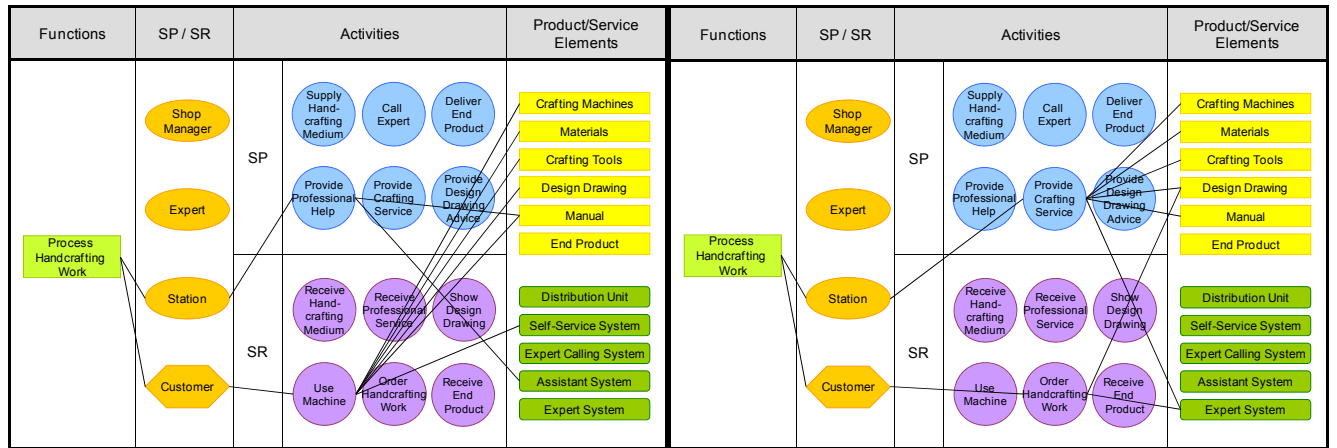 Functions
SP / SR
Activities
Product/Service
Elements
Shop
Manager
Expert
Process
Handcrafting
Work
Station
Customer
SP
SR
Supply
Hand-
crafting
Medium
Call
Expert
Deliver
End
Product
Provide
Professional
Help
Provide
Crafting
Service
Provide
Design
Drawing
Advice
Receive
Hand-
crafting
Medium
Receive
Professional
Service
Show
Design
Drawing
Use
Machine
Order
Handcrafting
Work
Receive
End
Product
Crafting Machines
Materials
Crafting Tools
Design Drawing
Manual
End Product
Distribution Unit
Self-Service System
Expert Calling System
Assistant System
Expert System
Functions
SP / SR
Activities
Product/Service
Elements
Shop
Manager
Expert
Process
Handcrafting
Work
Station
Customer
SP
SR
Supply
Hand-
crafting
Medium
Call
Expert
Deliver
End
Product
Provide
Professional
Help
Provide
Crafting
Service
Provide
Design
Drawing
Advice
Receive
Hand-
crafting
Medium
Receive
Professional
Service
Show
Design
Drawing
Use
Machine
Order
Handcrafting
Work
Receive
End
Product
Crafting Machines
Materials
Crafting Tools
Design Drawing
Manual
End Product
Distribution Unit
Self-Service System
Expert Calling System
Assistant System
Expert System